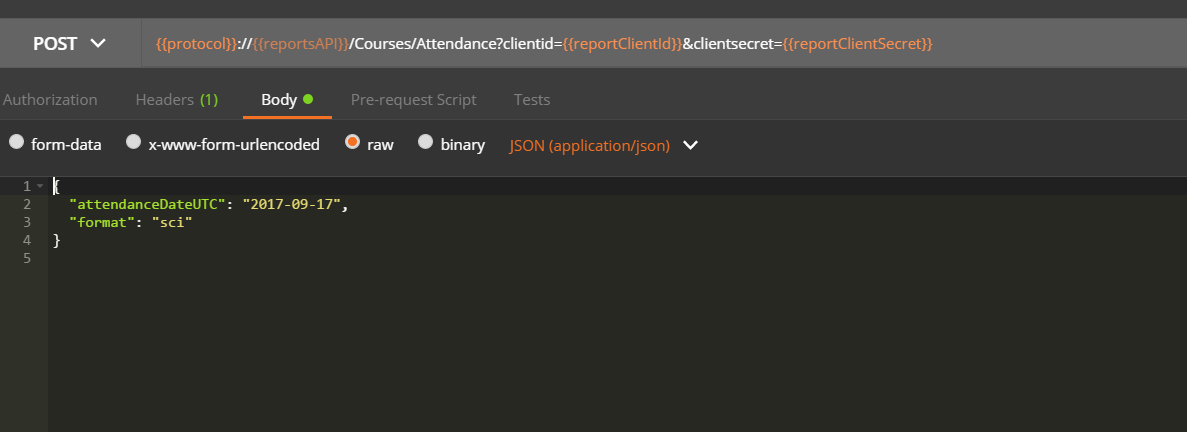 POST {{protocol}}://{{reportsAPI}}/Courses/Attendance?clientid={{reportClientId}}&clientsecret={{reportClientSecret}}
Authorization Headers (1) Body Pre-request Script Tests
form-data x-www-form-urlencoded raw binary JSON (application/json)
1 {
2 "attendanceDateUTC": "2017-09-17",
3 "format": "sci"
4 }
5